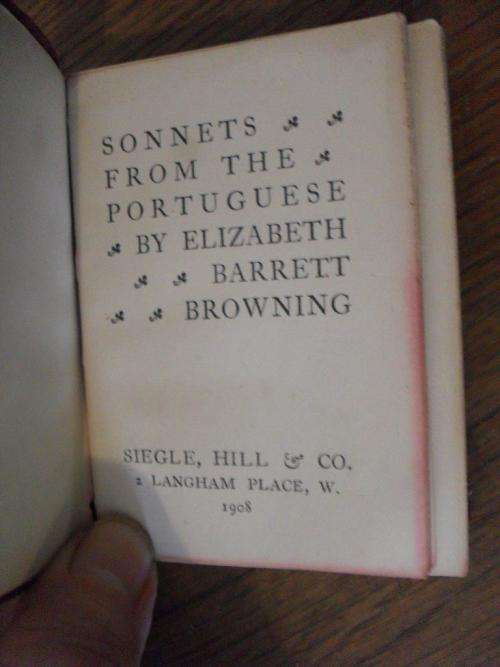 SONNETS
FROM THE
PORTUGUESE
BY ELIZABETH
BARRETT
BROWNING
SIEGLE, HILL & CO.
2 LANGHAM PLACE, W.
1908